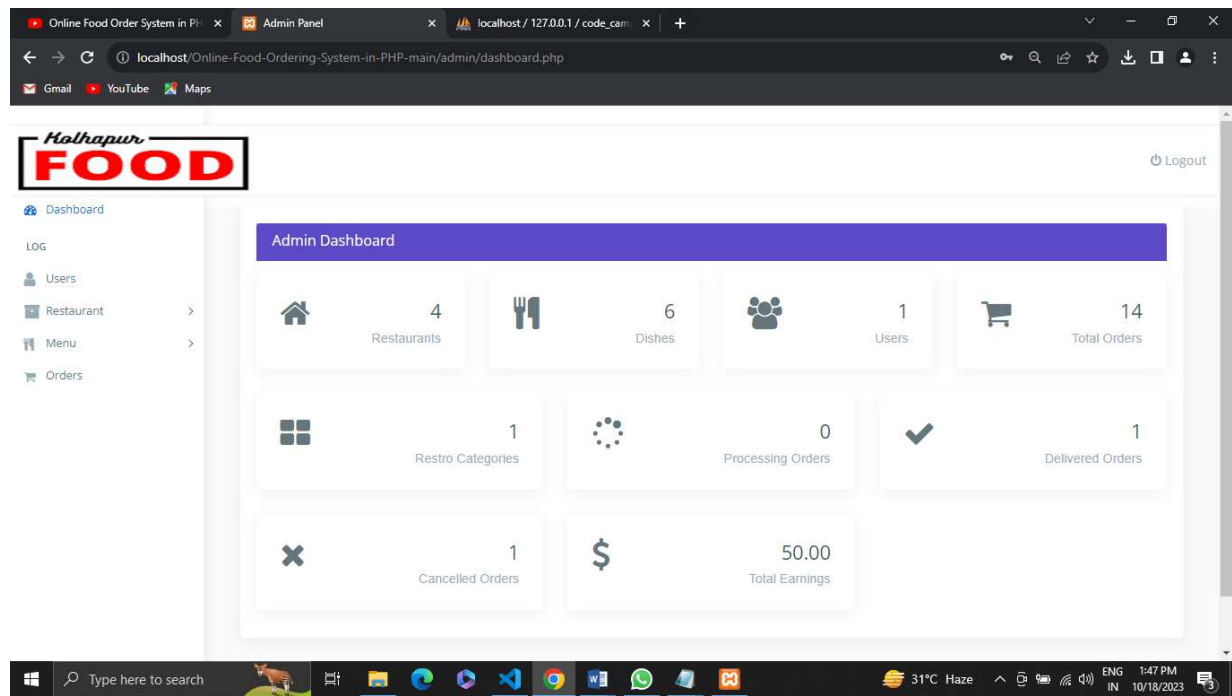 Online Food Order System in PH
Admin Panel
localhost / 127.0.0.1 / code_cam
localhost/Online-Food-Ordering-System-in-PHP-main/admin/dashboard.php
Gmail YouTube Maps
Kolhapur
FOOD
Logout
Dashboard
LOG
Users
Restaurant
Menu
Orders
Admin Dashboard
4
Restaurants
6
Dishes
1
Users
14
Total Orders
1
Restro Categories
0
Processing Orders
1
Delivered Orders
1
Cancelled Orders
50.00
Total Earnings
Type here to search
31°C Haze
ENG
IN
1:47 PM
10/18/2023
3